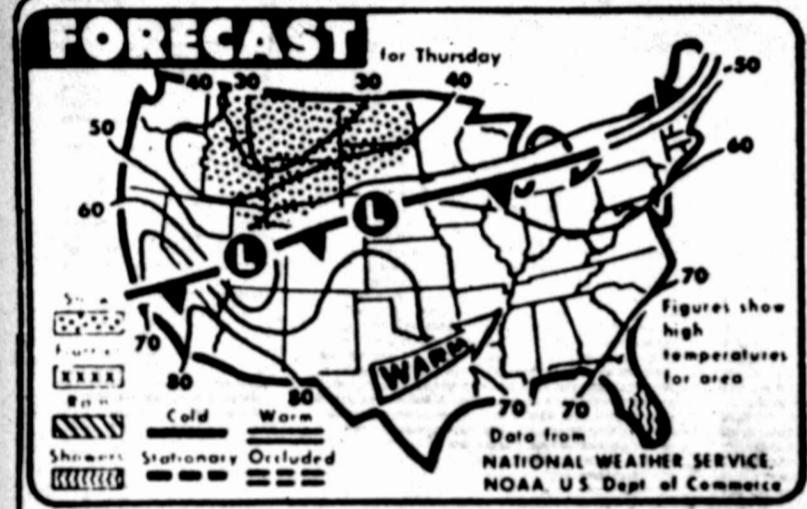 FORECAST
for Thursday
40 30 30 40 50
50
60
60
L
L
70
Figures show
high
temperatures
for area
70
80
80
WARM
70 70
Cold Warm
Showers Stationary Occluded
Data from
NATIONAL WEATHER SERVICE,
NOAA, U.S. Dept of Commerce